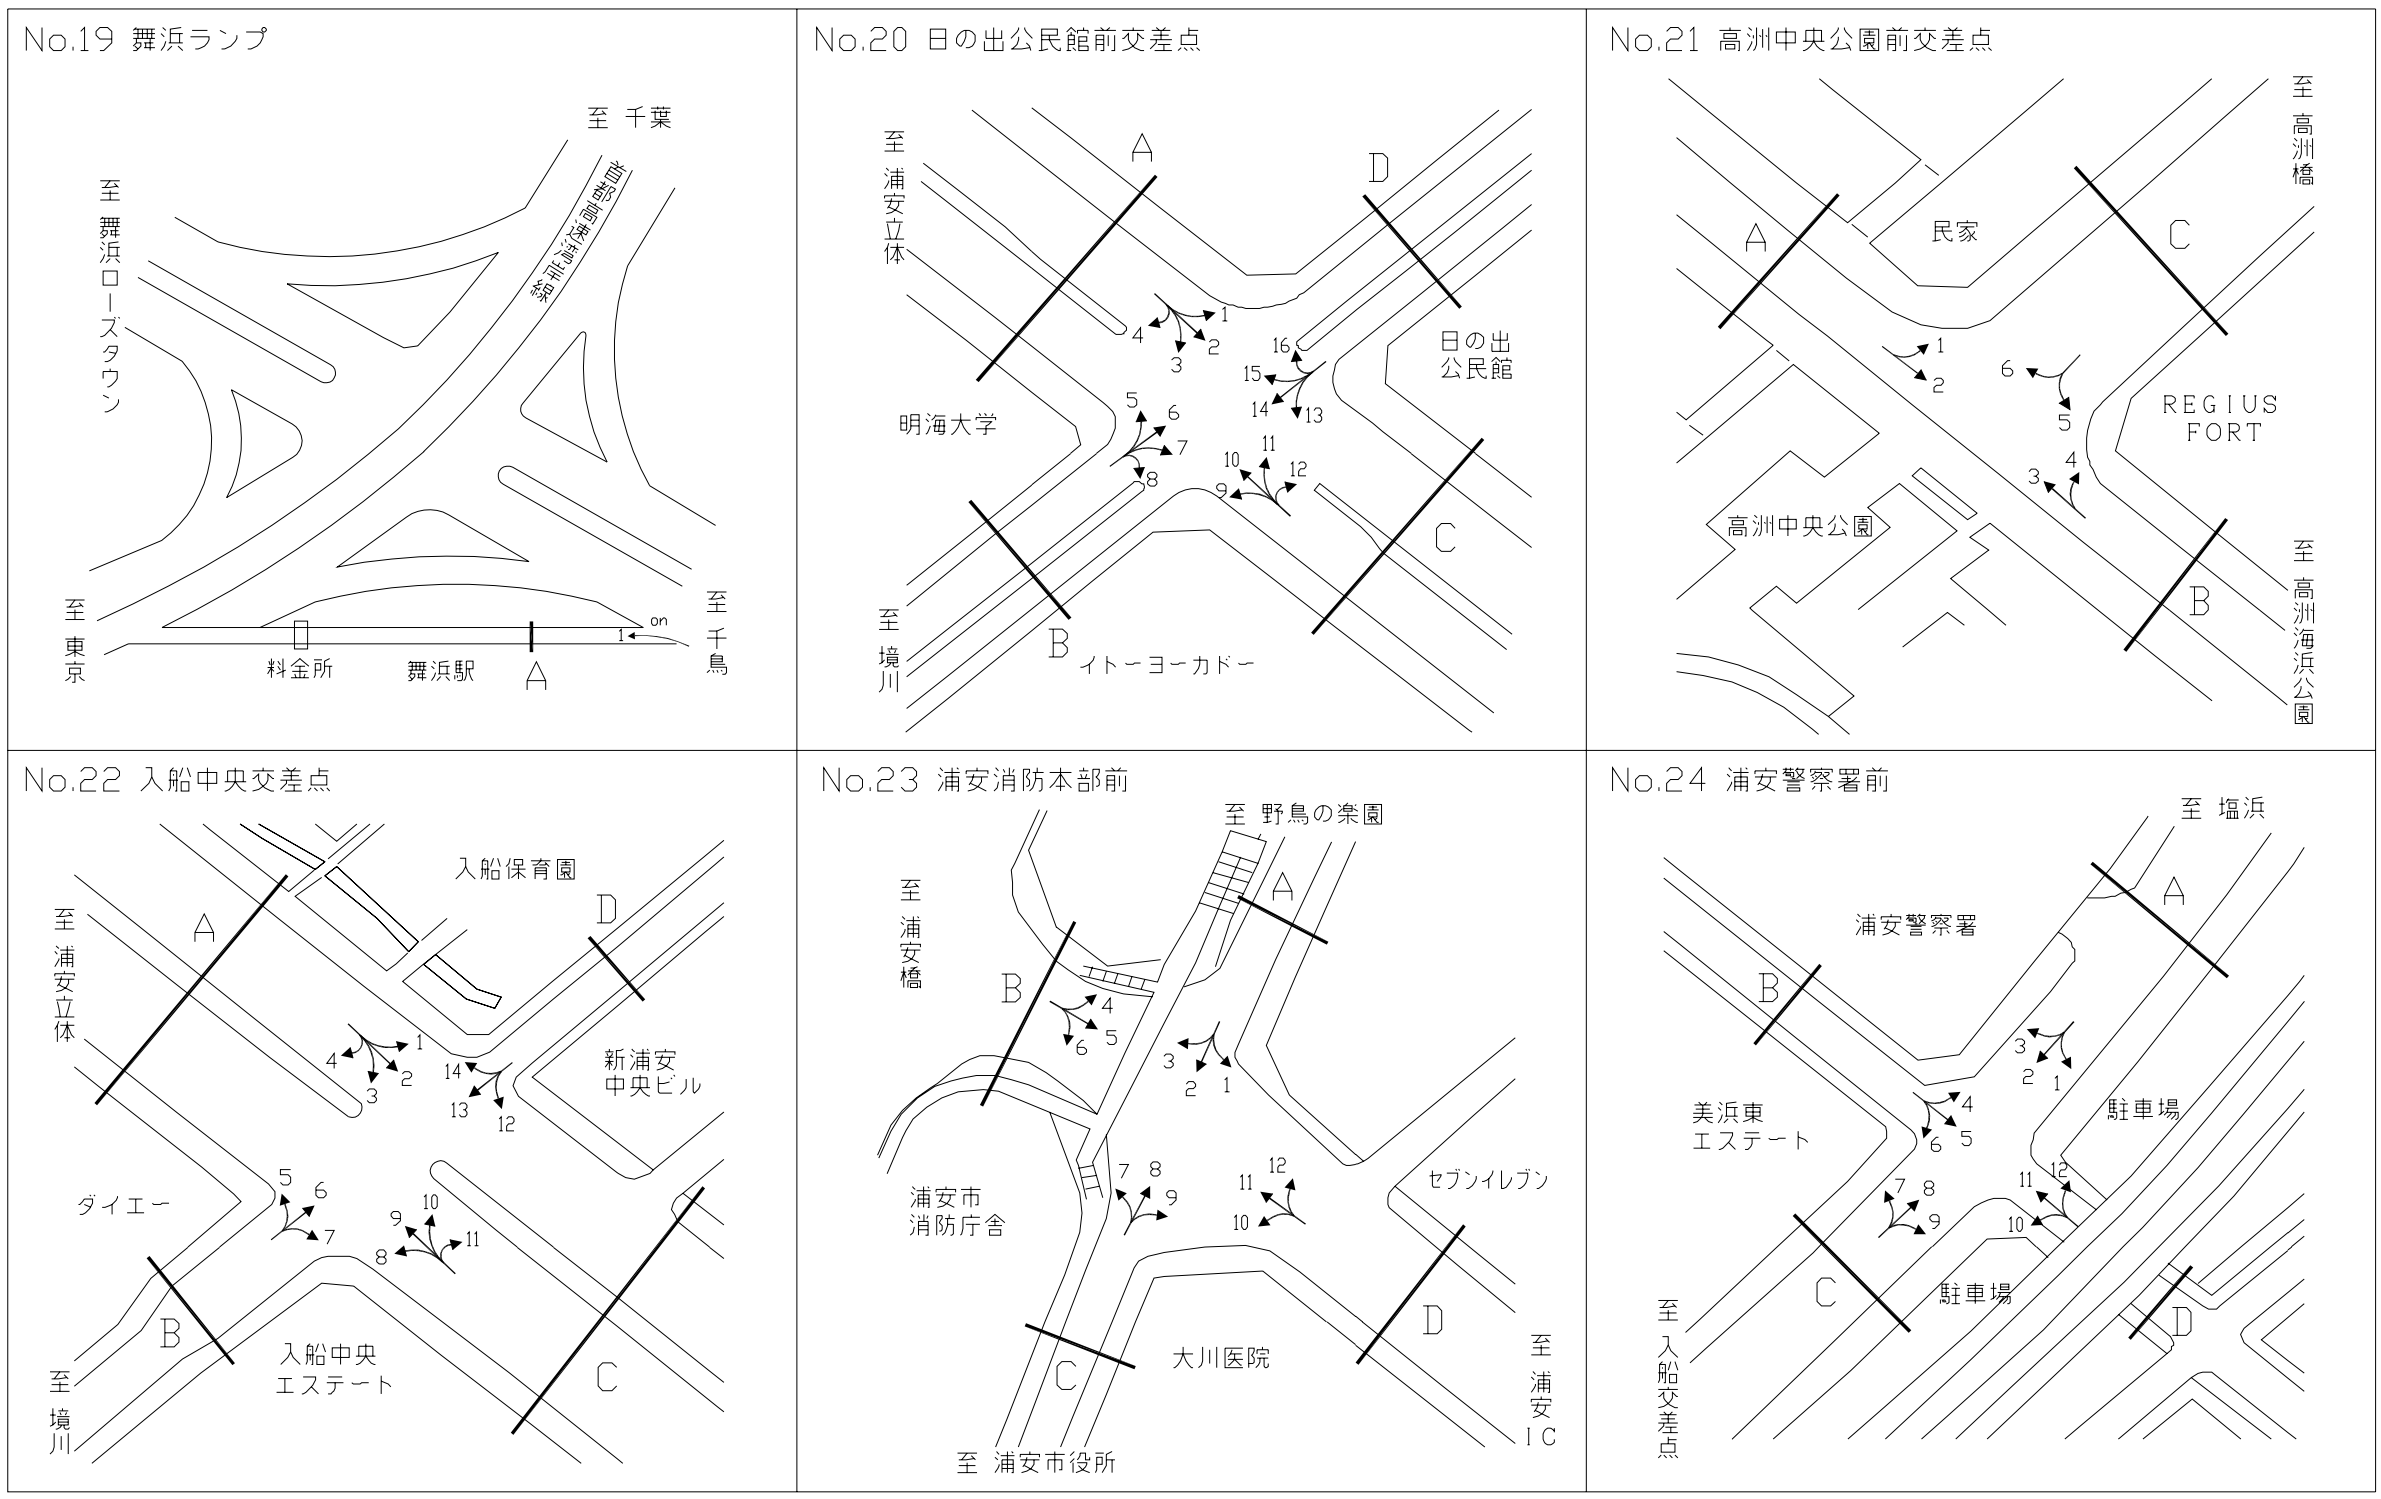 No.19 舞浜ランプ
至 千葉
首都高速湾岸線
至 舞浜ローズタウン
至 東京
料金所
舞浜駅
A
1
on
至 千鳥
No.20 日の出公民館前交差点
至 浦安立体
A
D
1
2
3
4
16
15
14
13
日の出
公民館
明海大学
5
6
7
8
9
10
11
12
C
B
至 境川
イトーヨーカドー
No.21 高洲中央公園前交差点
至 高洲橋
A
民家
C
1
2
6
5
REGIUS
FORT
3
4
高洲中央公園
B
至 高洲海浜公園
No.22 入船中央交差点
入船保育園
至 浦安立体
A
D
1
2
3
4
14
13
12
新浦安
中央ビル
ダイエー
5
6
7
8
9
10
11
B
C
入船中央
エステート
至 境川
No.23 浦安消防本部前
至 野鳥の楽園
至 浦安橋
A
B
4
5
6
3
2
1
7
8
9
12
11
10
セブンイレブン
浦安市
消防庁舎
D
C
大川医院
至 浦安IC
至 浦安市役所
No.24 浦安警察署前
至 塩浜
A
浦安警察署
B
3
2
1
4
5
6
美浜東
エステート
駐車場
7
8
9
12
11
10
C
駐車場
D
至 入船交差点